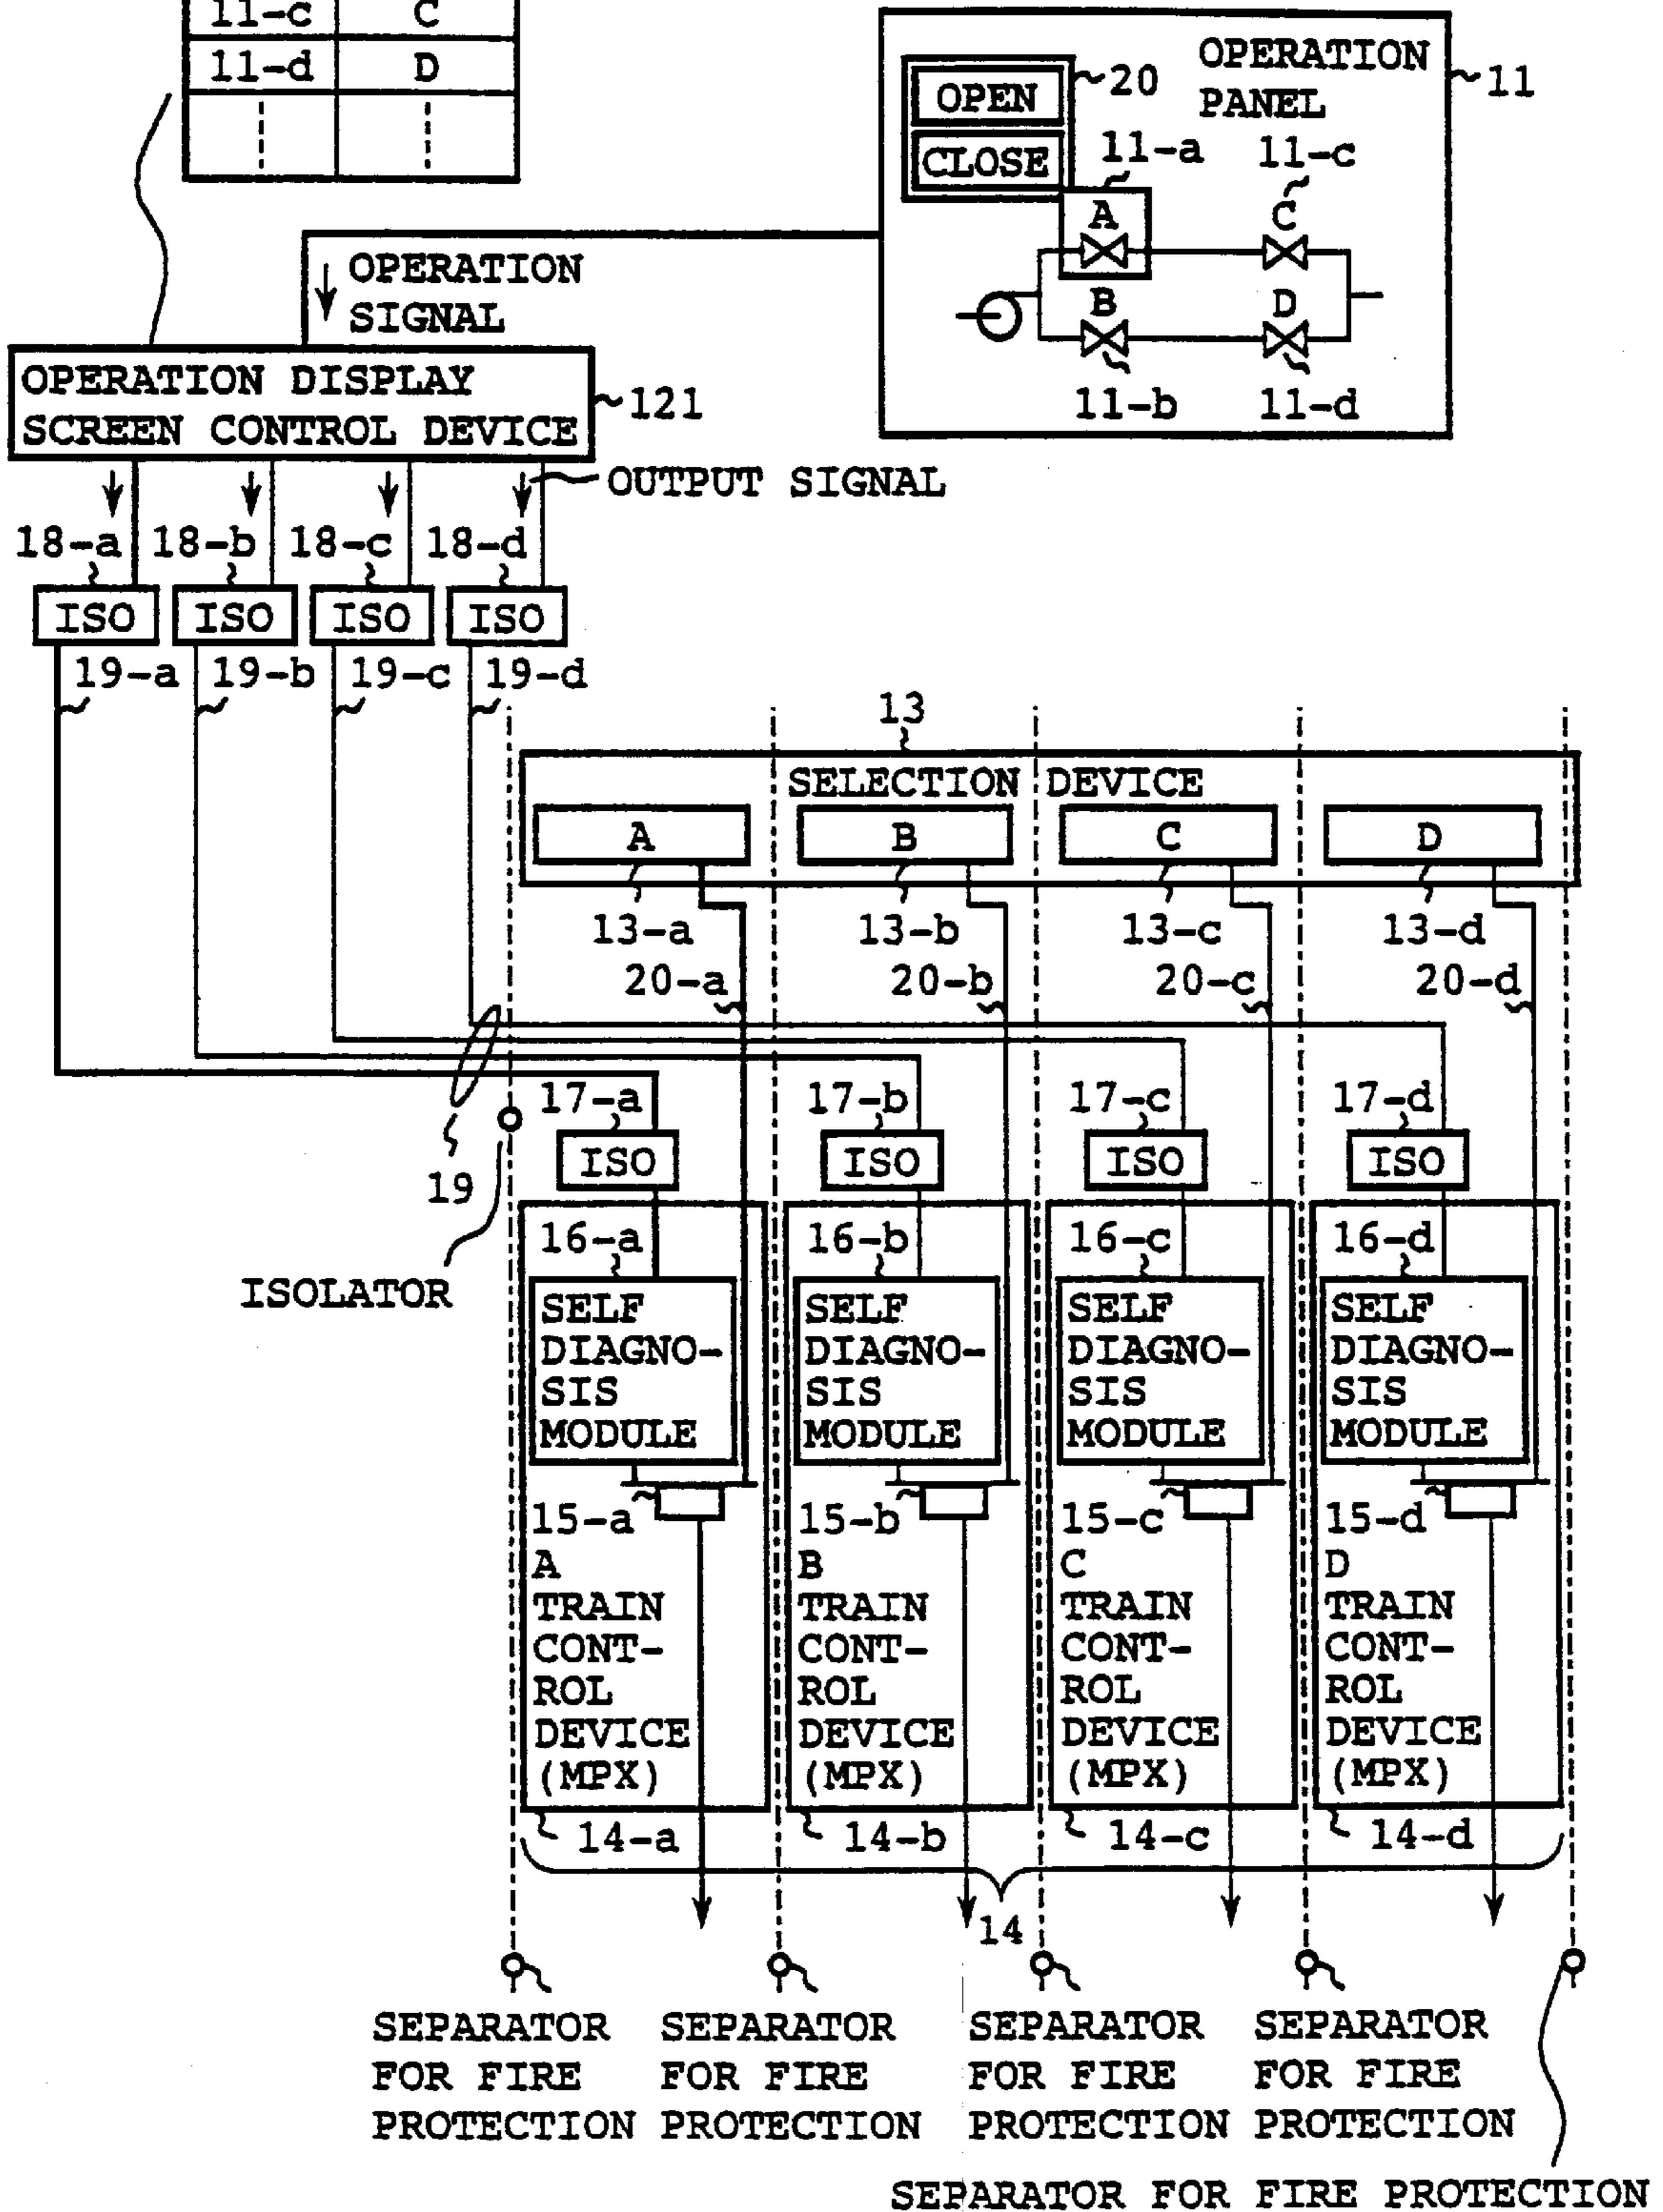 11-c C
11-d D
OPERATION
PANEL
11
20
OPEN
CLOSE
11-a 11-c
A C
B D
11-b 11-d
OPERATION
SIGNAL
OPERATION DISPLAY
SCREEN CONTROL DEVICE
121
OUTPUT SIGNAL
18-a 18-b 18-c 18-d
ISO ISO ISO ISO
19-a 19-b 19-c 19-d
13
SELECTION DEVICE
A B C D
13-a 13-b 13-c 13-d
20-a 20-b 20-c 20-d
19
ISOLATOR
17-a 17-b 17-c 17-d
ISO ISO ISO ISO
16-a 16-b 16-c 16-d
SELF
DIAGNO-
SIS
MODULE
SELF
DIAGNO-
SIS
MODULE
SELF
DIAGNO-
SIS
MODULE
SELF
DIAGNO-
SIS
MODULE
15-a 15-b 15-c 15-d
A
TRAIN
CONT-
ROL
DEVICE
(MPX)
B
TRAIN
CONT-
ROL
DEVICE
(MPX)
C
TRAIN
CONT-
ROL
DEVICE
(MPX)
D
TRAIN
CONT-
ROL
DEVICE
(MPX)
14-a 14-b 14-c 14-d
14
SEPARATOR
FOR FIRE
PROTECTION
SEPARATOR
FOR FIRE
PROTECTION
SEPARATOR
FOR FIRE
PROTECTION
SEPARATOR
FOR FIRE
PROTECTION
SEPARATOR FOR FIRE PROTECTION